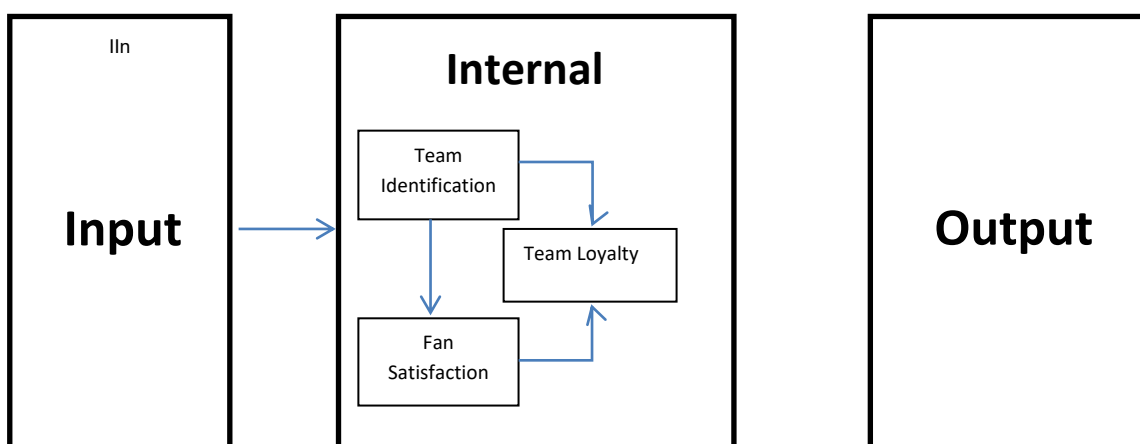 IIn
Input
Internal
Team
Identification
Team Loyalty
Fan
Satisfaction
Output